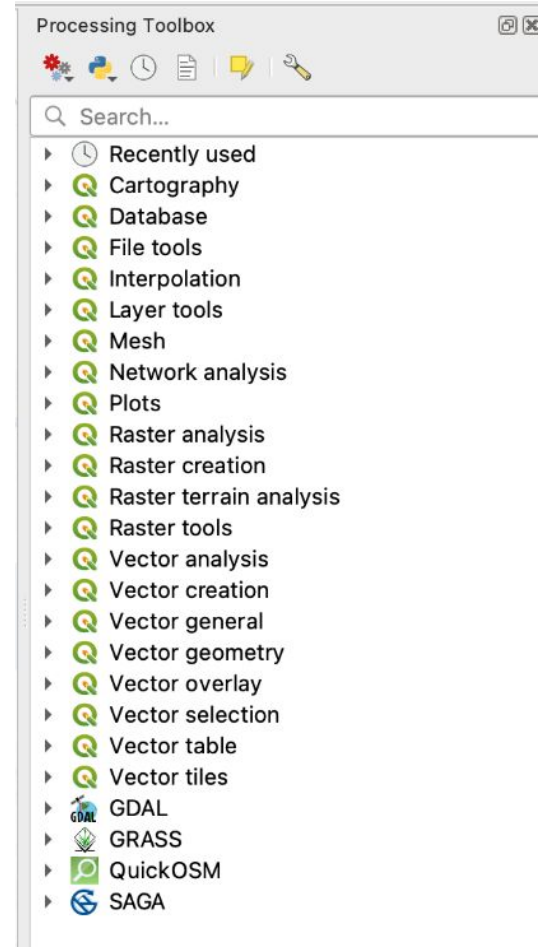 Processing Toolbox
Search...
Recently used
Cartography
Database
File tools
Interpolation
Layer tools
Mesh
Network analysis
Plots
Raster analysis
Raster creation
Raster terrain analysis
Raster tools
Vector analysis
Vector creation
Vector general
Vector geometry
Vector overlay
Vector selection
Vector table
Vector tiles
GDAL GDAL
GRASS
QuickOSM
SAGA